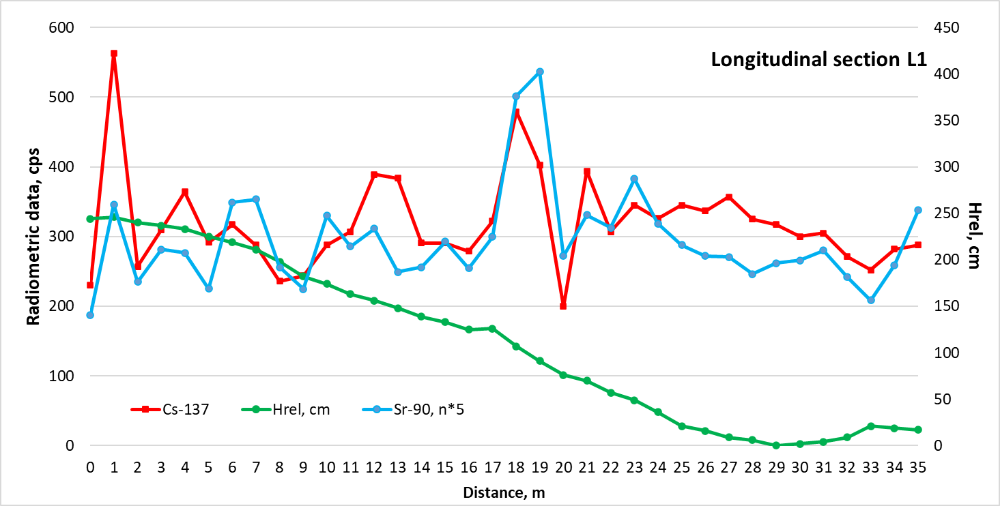 600
500
400
300
200
100
0
Radiometric data, cps
Longitudinal section L1
450
400
350
300
250
200
150
100
50
0
Hrel, cm
Cs-137 Hrel, cm Sr-90, n*5
0 1 2 3 4 5 6 7 8 9 10 11 12 13 14 15 16 17 18 19 20 21 22 23 24 25 26 27 28 29 30 31 32 33 34 35
Distance, m